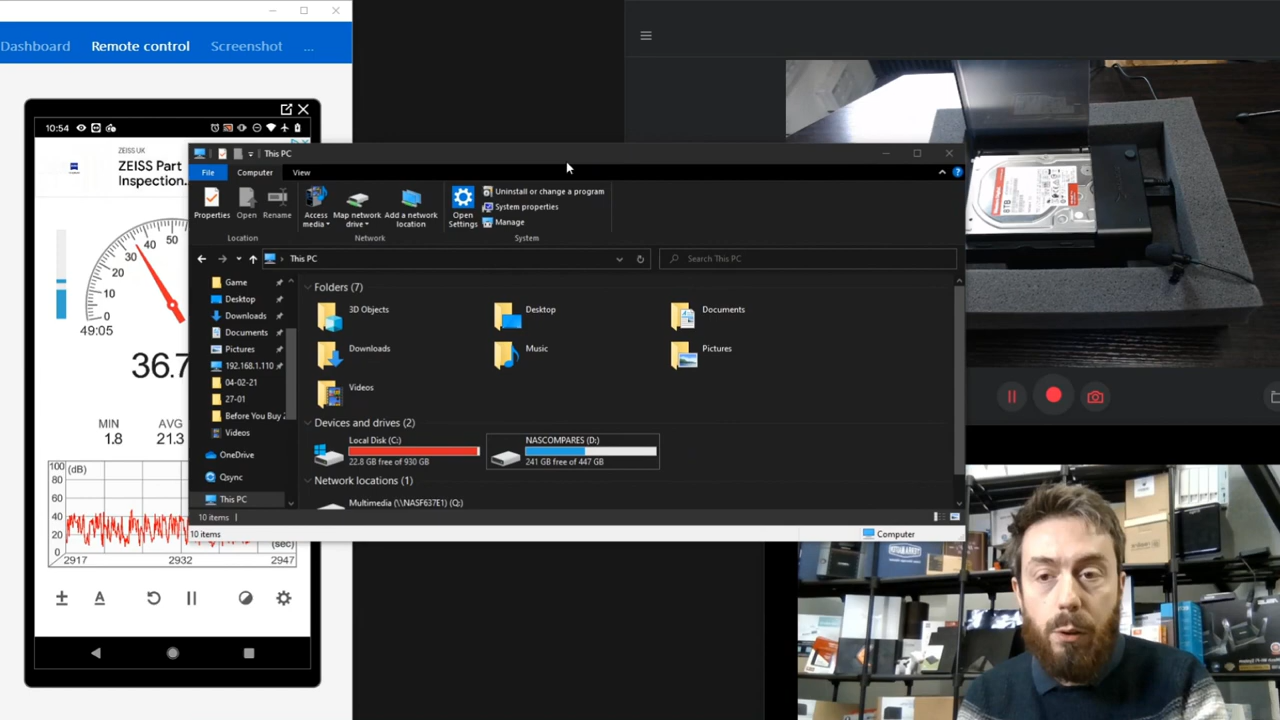 Dashboard
Remote control
Screenshot
...
10:54
ZEISS UK
ZEISS Part
Inspection...
0
10
20
30
40
50
49:05
36.7
MIN
1.8
AVG
21.3
100
80
60
40
20
0
(dB)
2917
2932
2947
(sec)
This PC
File
Computer
View
Properties
Open
Rename
Location
Access
media
Map network
drive
Add a network
location
Network
Open
Settings
Uninstall or change a program
System properties
Manage
System
This PC
Search This PC
Game
Desktop
Downloads
Documents
Pictures
192.168.1.110
04-02-21
27-01
Before You Buy
Videos
OneDrive
Qsync
This PC
Folders (7)
3D Objects
Desktop
Documents
Downloads
Music
Pictures
Videos
Devices and drives (2)
Local Disk (C:)
22.8 GB free of 930 GB
NASCOMPARES (D:)
241 GB free of 447 GB
Network locations (1)
Multimedia (\\NASF637E1) (Q:)
10 items
10 items
Computer
8TB